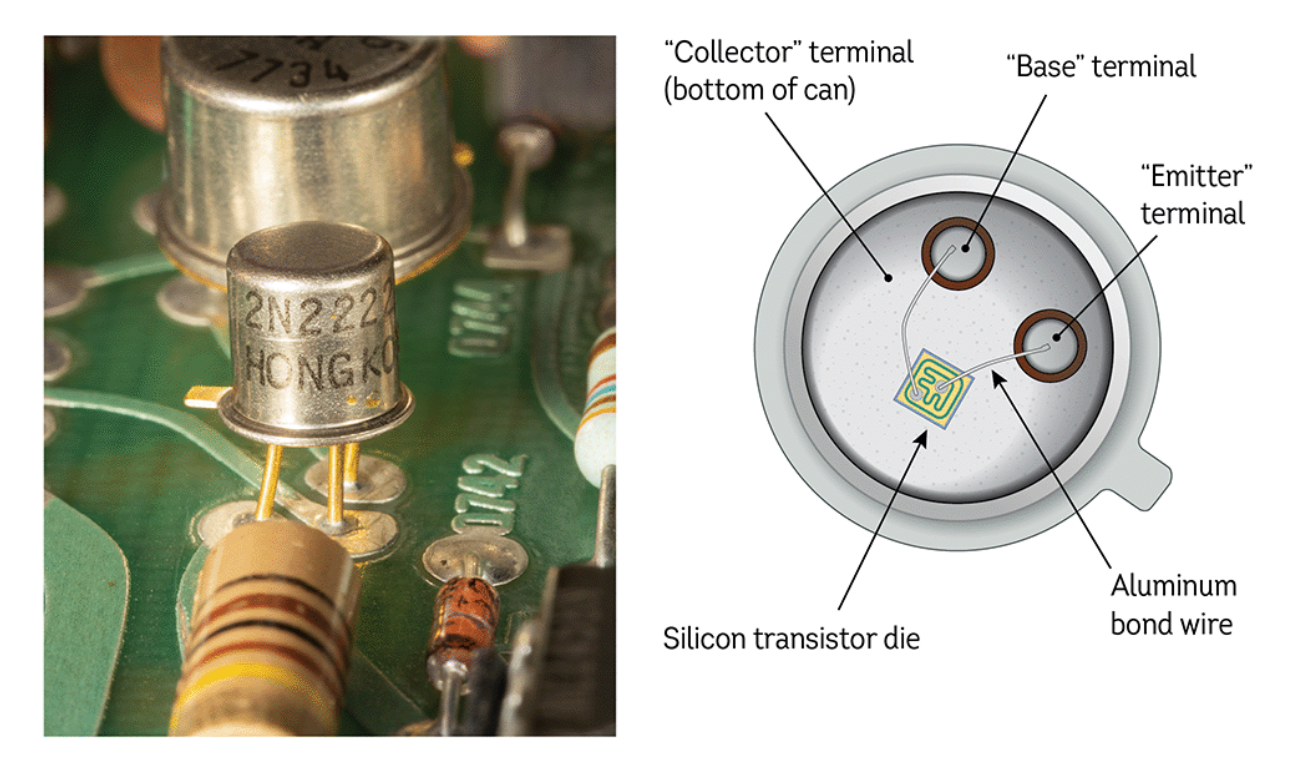 7734
2N222
HONGKO
0744
0742
“Collector” terminal
(bottom of can)
“Base” terminal
“Emitter”
terminal
Silicon transistor die
Aluminum
bond wire